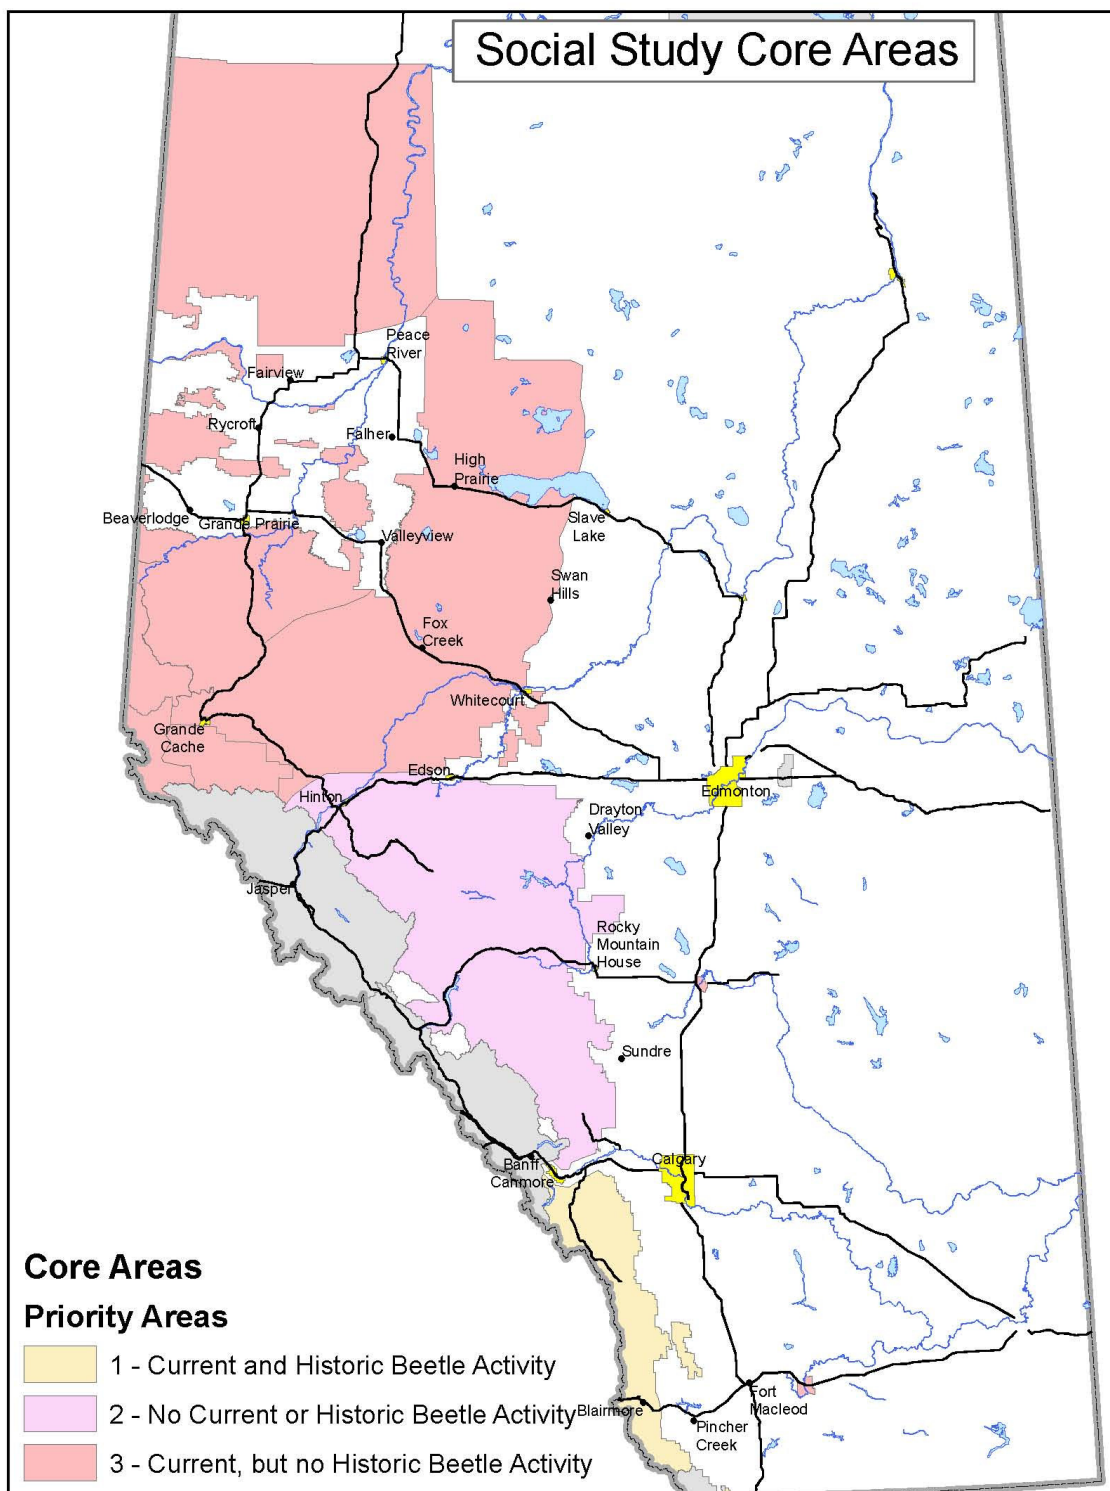 Social Study Core Areas
Peace
River
Fairview
Rycroft
Falher
High
Prairie
Beaverlodge
Grande Prairie
Slave
Lake
Valleyview
Swan
Hills
Fox
Creek
Whitecourt
Grande
Cache
Edson
Hinton
Edmonton
Drayton
Valley
Jasper
Rocky
Mountain
House
Sundre
Banff
Canmore
Calgary
Blairmore
Fort
Macleod
Pincher
Creek
Core Areas
Priority Areas
1 - Current and Historic Beetle Activity
2 - No Current or Historic Beetle Activity
3 - Current, but no Historic Beetle Activity